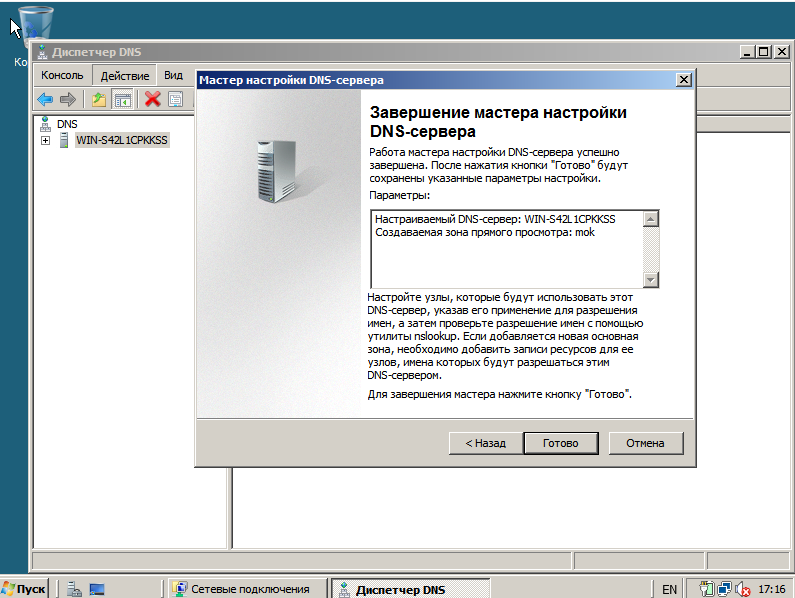 Ко
Диспетчер DNS
Консоль Действие Вид
DNS
WIN-S42L1CPKKSS
Мастер настройки DNS-сервера
Завершение мастера настройки
DNS-сервера
Работа мастера настройки DNS-сервера успешно
завершена. После нажатия кнопки "Готово" будут
сохранены указанные параметры настройки.
Параметры:
Настраиваемый DNS-сервер: WIN-S42L1CPKKSS
Создаваемая зона прямого просмотра: mok
Настройте узлы, которые будут использовать этот
DNS-сервер, указав его применение для разрешения
имен, а затем проверьте разрешение имен с помощью
утилиты nslookup. Если добавляется новая основная
зона, необходимо добавить записи ресурсов для ее
узлов, имена которых будут разрешаться этим
DNS-сервером.
Для завершения мастера нажмите кнопку "Готово".
< Назад Готово Отмена
Пуск Сетевые подключения Диспетчер DNS EN 17:16